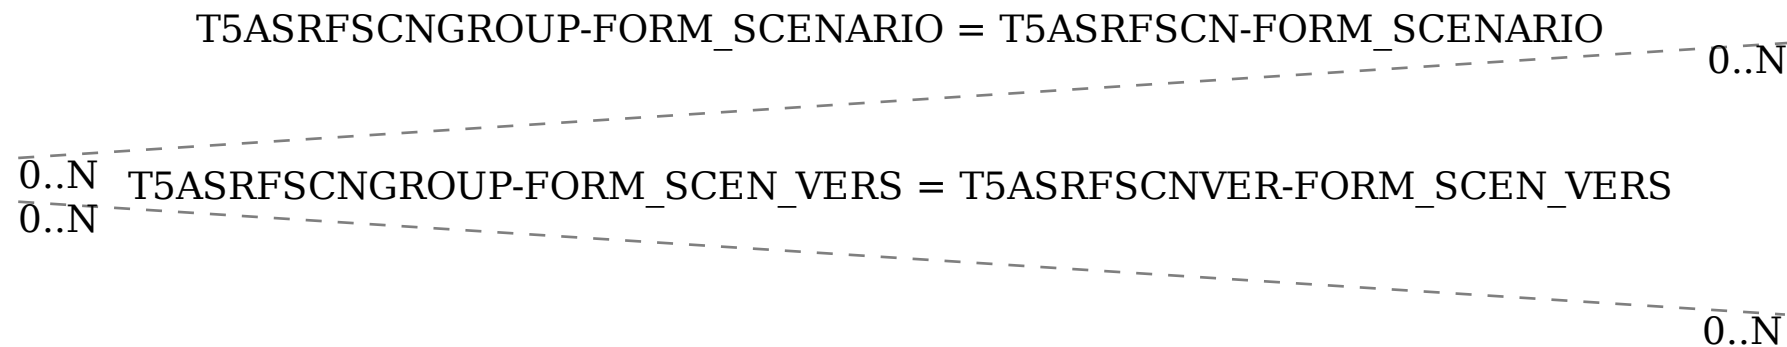 T5ASRFSCNGROUP-FORM_SCENARIO = T5ASRFSCN-FORM_SCENARIO
0..N
0..N
T5ASRFSCNGROUP-FORM_SCEN_VERS = T5ASRFSCNVER-FORM_SCEN_VERS
0..N
0..N